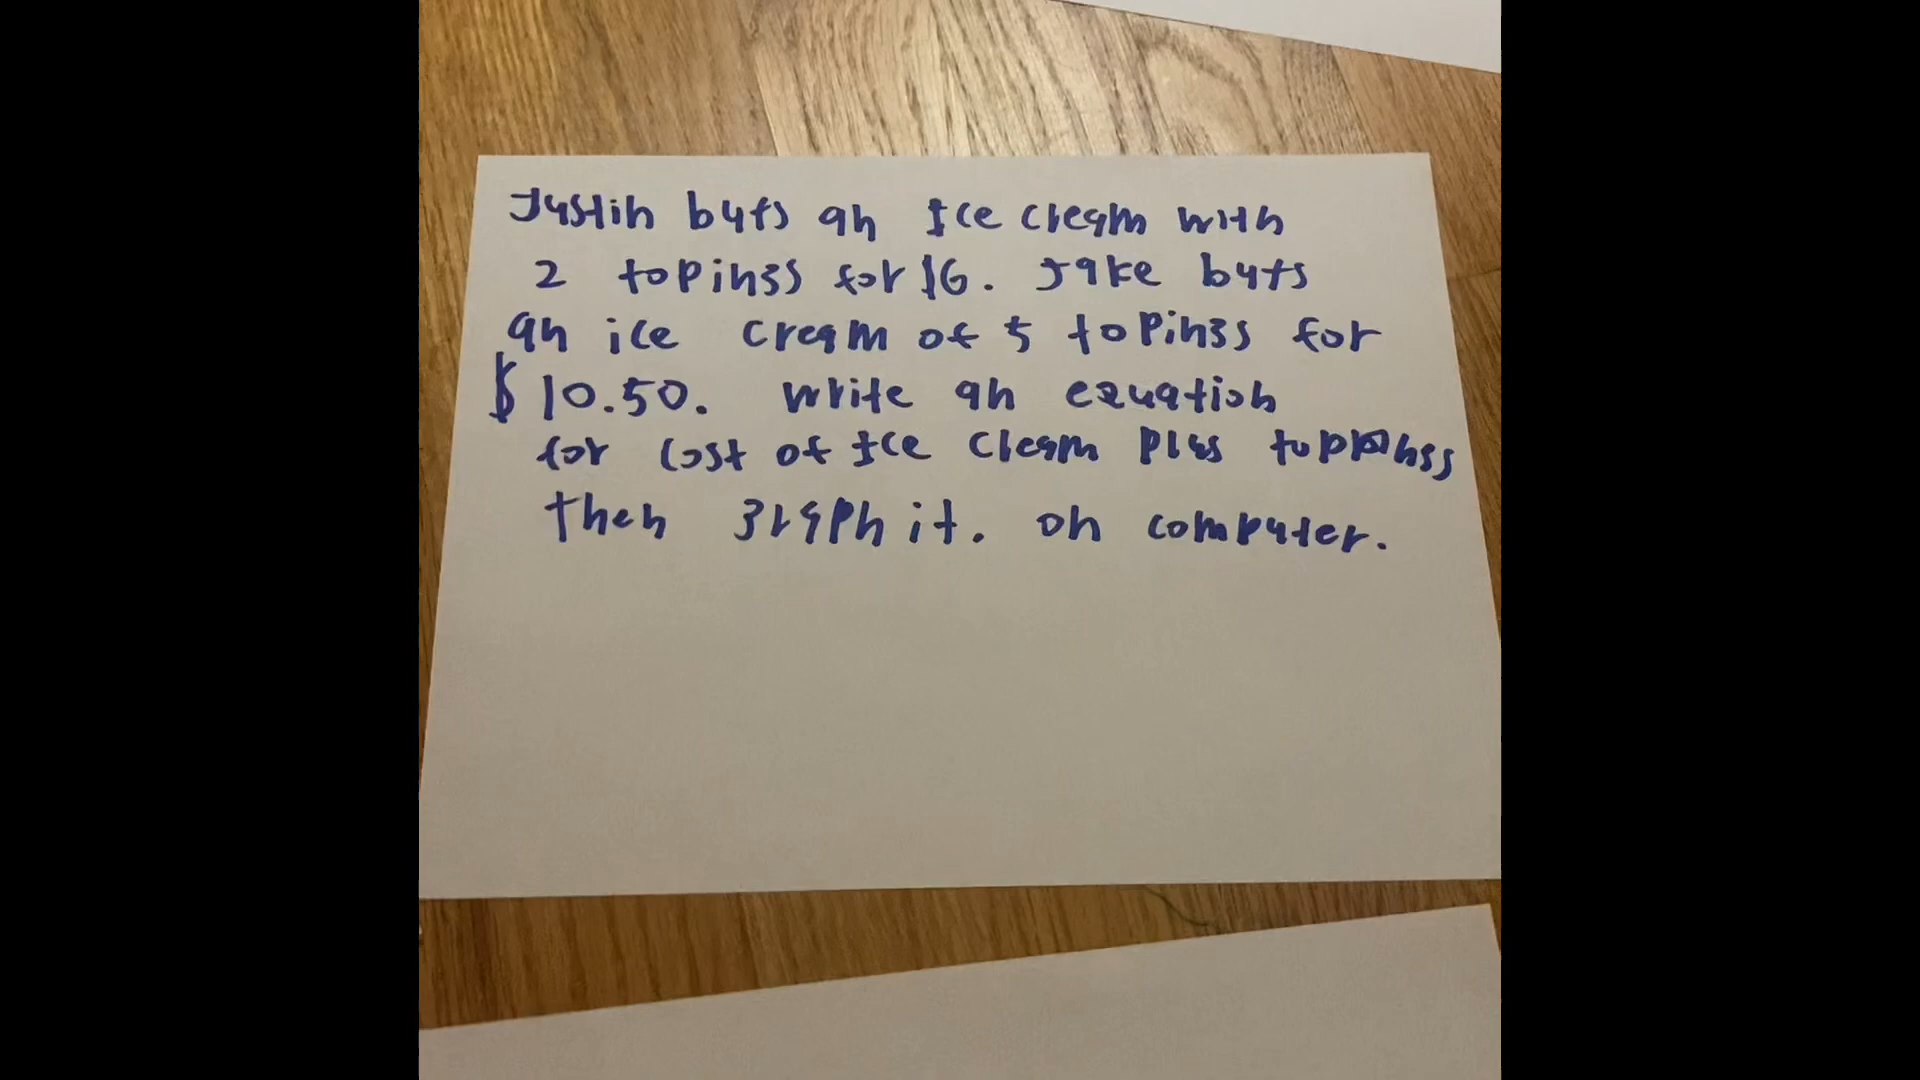 Justin buys an Ice cream with
2 topings for $6. Jake buys
an ice cream of 5 topings for
$10.50. write an equation
for cost of Ice cream plus toppings
then graph it. on computer.